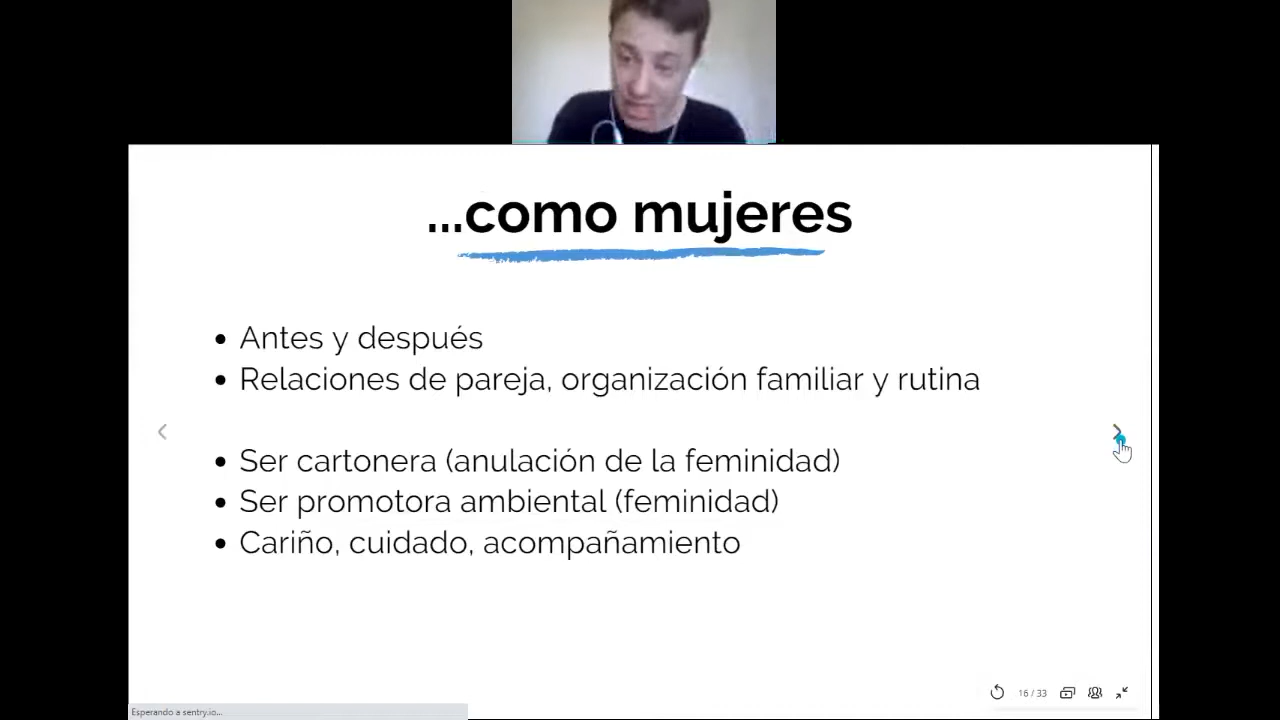 ...como mujeres
• Antes y después
• Relaciones de pareja, organización familiar y rutina
• Ser cartonera (anulación de la feminidad)
• Ser promotora ambiental (feminidad)
• Cariño, cuidado, acompañamiento
16 / 33
Esperando a sentry.io...